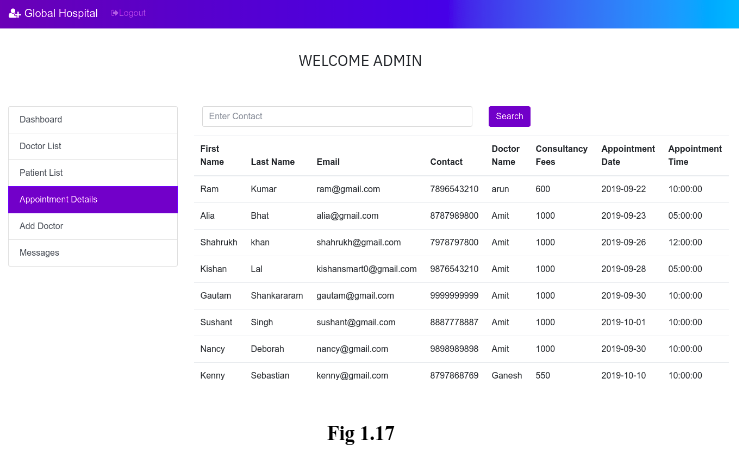 Global Hospital Logout
WELCOME ADMIN
Dashboard
Doctor List
Patient List
Appointment Details
Add Doctor
Messages
Enter Contact Search
First Name Last Name Email Contact Doctor Name Consultancy Fees Appointment Date Appointment Time
Ram Kumar ram@gmail.com 7896543210 arun 600 2019-09-22 10:00:00
Alia Bhat alia@gmail.com 8787989800 Amit 1000 2019-09-23 05:00:00
Shahrukh khan shahrukh@gmail.com 7978797800 Amit 1000 2019-09-26 12:00:00
Kishan Lal kishansmart0@gmail.com 9876543210 Amit 1000 2019-09-28 05:00:00
Gautam Shankararam gautam@gmail.com 9999999999 Amit 1000 2019-09-30 10:00:00
Sushant Singh sushant@gmail.com 8887778887 Amit 1000 2019-10-01 10:00:00
Nancy Deborah nancy@gmail.com 9898989898 Amit 1000 2019-09-30 10:00:00
Kenny Sebastian kenny@gmail.com 8797868769 Ganesh 550 2019-10-10 10:00:00
Fig 1.17